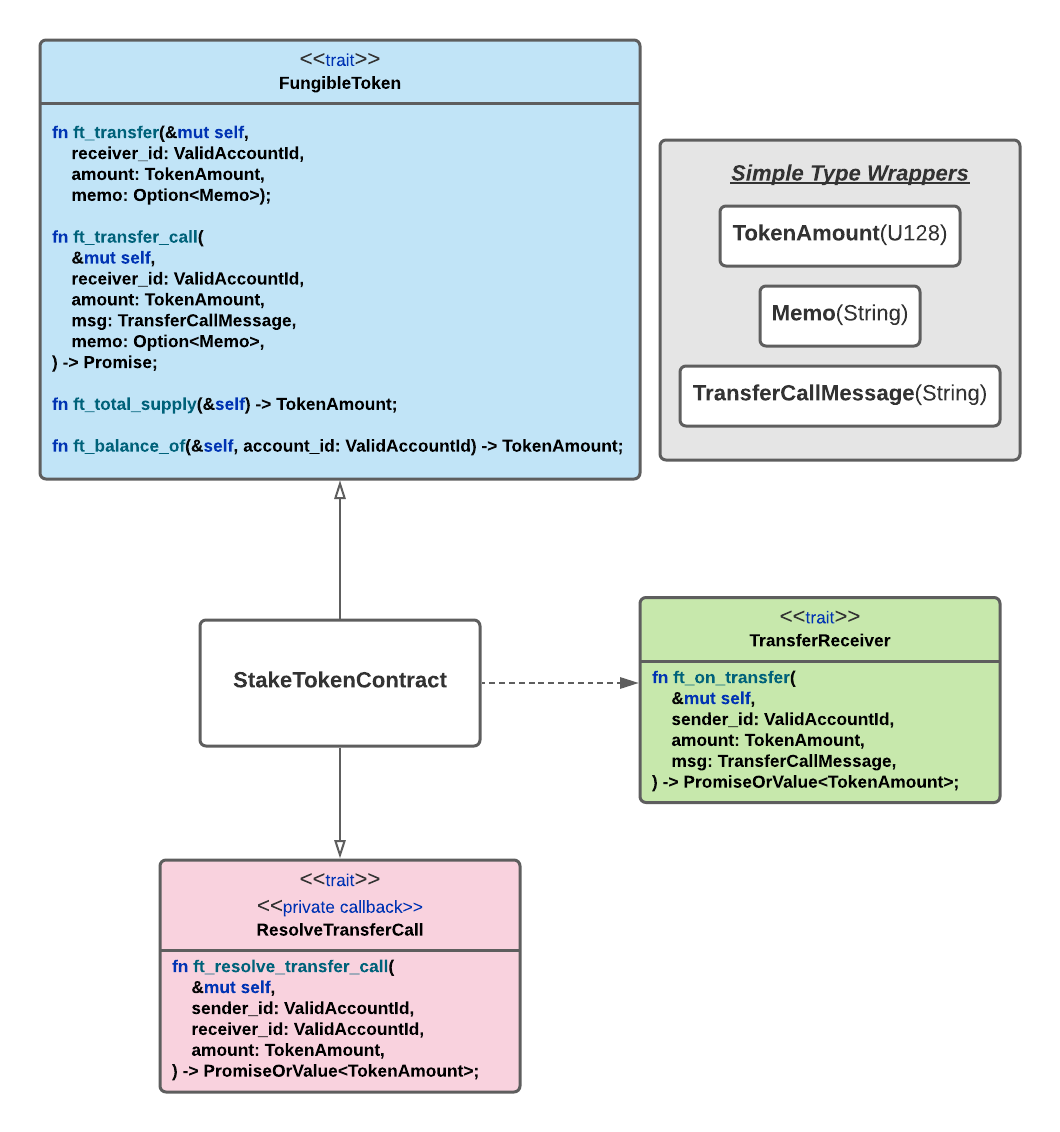 <<trait>>
FungibleToken
fn ft_transfer(&mut self,
receiver_id: ValidAccountId,
amount: TokenAmount,
memo: Option<Memo>);
fn ft_transfer_call(
&mut self,
receiver_id: ValidAccountId,
amount: TokenAmount,
msg: TransferCallMessage,
memo: Option<Memo>,
) -> Promise;
fn ft_total_supply(&self) -> TokenAmount;
fn ft_balance_of(&self, account_id: ValidAccountId) -> TokenAmount;
Simple Type Wrappers
TokenAmount(U128)
Memo(String)
TransferCallMessage(String)
StakeTokenContract
<<trait>>
TransferReceiver
fn ft_on_transfer(
&mut self,
sender_id: ValidAccountId,
amount: TokenAmount,
msg: TransferCallMessage,
) -> PromiseOrValue<TokenAmount>;
<<trait>>
<<private callback>>
ResolveTransferCall
fn ft_resolve_transfer_call(
&mut self,
sender_id: ValidAccountId,
receiver_id: ValidAccountId,
amount: TokenAmount,
) -> PromiseOrValue<TokenAmount>;